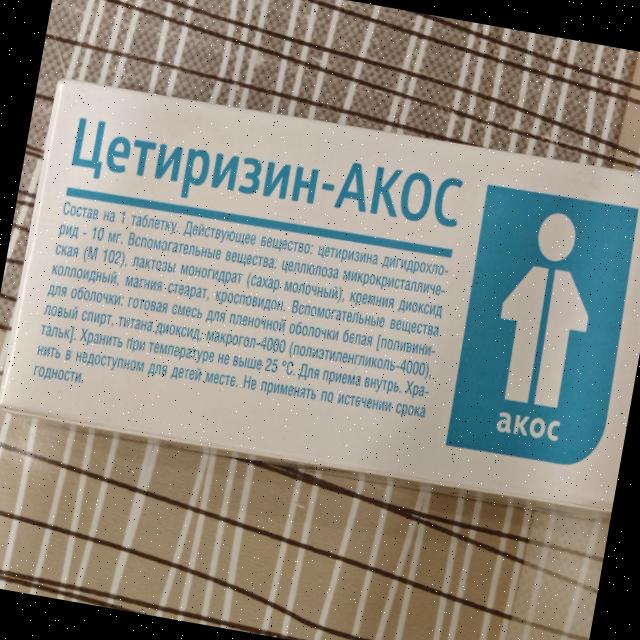 Цетиризин-АКОС
Состав на 1 таблетку. Действующее вещество: цетиризина дигидрохло-
рид - 10 мг. Вспомогательные вещества: целлюлоза микрокристалличе-
ская (М 102), лактозы моногидрат (сахар молочный), кремния диоксид
коллоидный, магния стеарат, кросповидон. Вспомогательные вещества
для оболочки: готовая смесь для пленочной оболочки белая [поливини-
ловый спирт, титана диоксид, макрогол-4000 (полиэтиленгликоль-4000),
тальк]. Хранить при температуре не выше 25 °С. Для приема внутрь. Хра-
нить в недоступном для детей месте. Не применять по истечении срока
годности.
акос